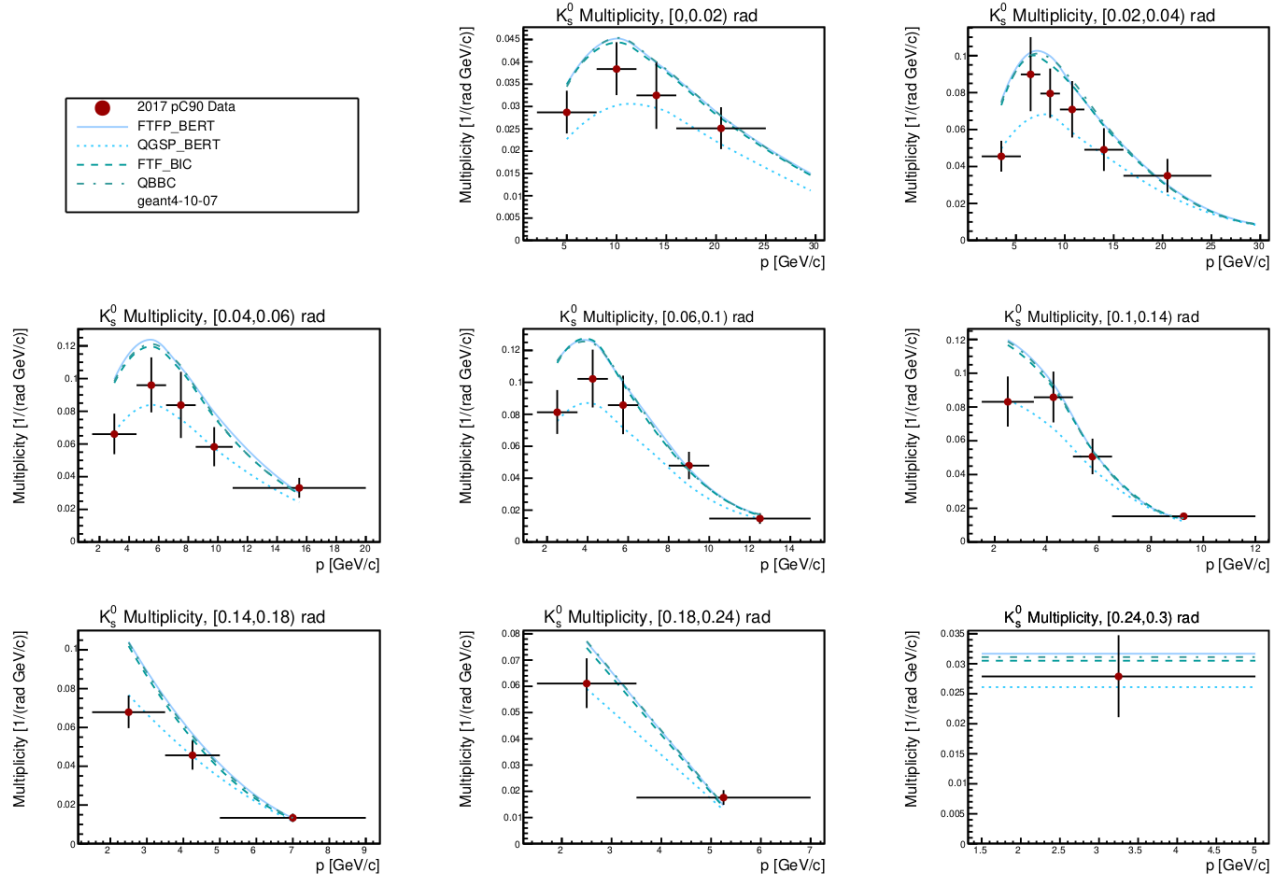 2017 pC90 Data
FTFP_BERT
QGSP_BERT
FTF_BIC
QBBC
geant4-10-07
K⁰ₛ Multiplicity, [0,0.02) rad
Multiplicity [1/(rad GeV/c)]
0.045
0.04
0.035
0.03
0.025
0.02
0.015
0.01
0.005
0
5 10 15 20 25 30
p [GeV/c]
K⁰ₛ Multiplicity, [0.02,0.04) rad
Multiplicity [1/(rad GeV/c)]
0.1
0.08
0.06
0.04
0.02
0
5 10 15 20 25 30
p [GeV/c]
K⁰ₛ Multiplicity, [0.04,0.06) rad
Multiplicity [1/(rad GeV/c)]
0.12
0.1
0.08
0.06
0.04
0.02
0
2 4 6 8 10 12 14 16 18 20
p [GeV/c]
K⁰ₛ Multiplicity, [0.06,0.1) rad
Multiplicity [1/(rad GeV/c)]
0.12
0.1
0.08
0.06
0.04
0.02
0
2 4 6 8 10 12 14
p [GeV/c]
K⁰ₛ Multiplicity, [0.1,0.14) rad
Multiplicity [1/(rad GeV/c)]
0.12
0.1
0.08
0.06
0.04
0.02
0
2 4 6 8 10 12
p [GeV/c]
K⁰ₛ Multiplicity, [0.14,0.18) rad
Multiplicity [1/(rad GeV/c)]
0.1
0.08
0.06
0.04
0.02
0
2 3 4 5 6 7 8 9
p [GeV/c]
K⁰ₛ Multiplicity, [0.18,0.24) rad
Multiplicity [1/(rad GeV/c)]
0.08
0.07
0.06
0.05
0.04
0.03
0.02
0.01
0
2 3 4 5 6 7
p [GeV/c]
K⁰ₛ Multiplicity, [0.24,0.3) rad
Multiplicity [1/(rad GeV/c)]
0.035
0.03
0.025
0.02
0.015
0.01
0.005
0
1.5 2 2.5 3 3.5 4 4.5 5
p [GeV/c]